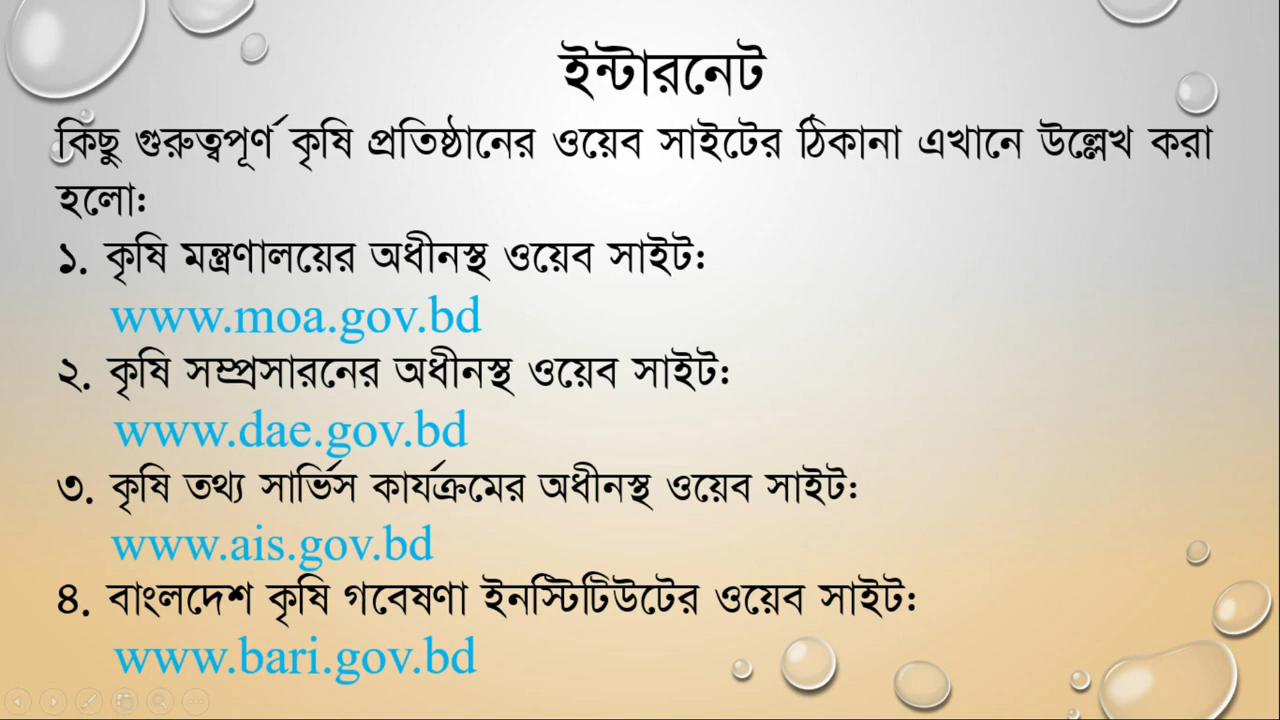 ইন্টারনেট
কিছু গুরুত্বপূর্ণ কৃষি প্রতিষ্ঠানের ওয়েব সাইটের ঠিকানা এখানে উল্লেখ করা
হলো:
১. কৃষি মন্ত্রণালয়ের অধীনস্থ ওয়েব সাইট:
www.moa.gov.bd
২. কৃষি সম্প্রসারনের অধীনস্থ ওয়েব সাইট:
www.dae.gov.bd
৩. কৃষি তথ্য সার্ভিস কার্যক্রমের অধীনস্থ ওয়েব সাইট:
www.ais.gov.bd
৪. বাংলদেশ কৃষি গবেষণা ইনস্টিটিউটের ওয়েব সাইট:
www.bari.gov.bd